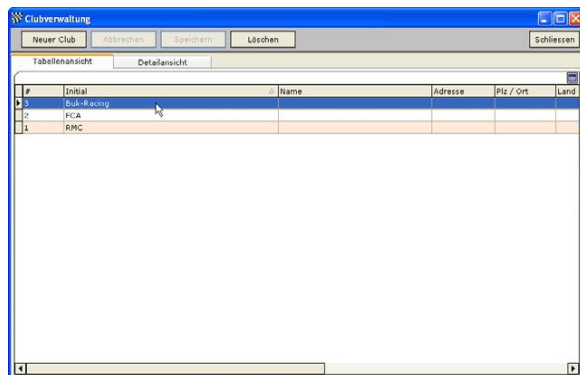 Clubverwaltung
Neuer Club Abbrechen Speichern Löschen Schliessen
Tabellenansicht Detailansicht
# Initial Name Adresse Plz / Ort Land
3 Buk-Racing
2 FCA
1 RMC